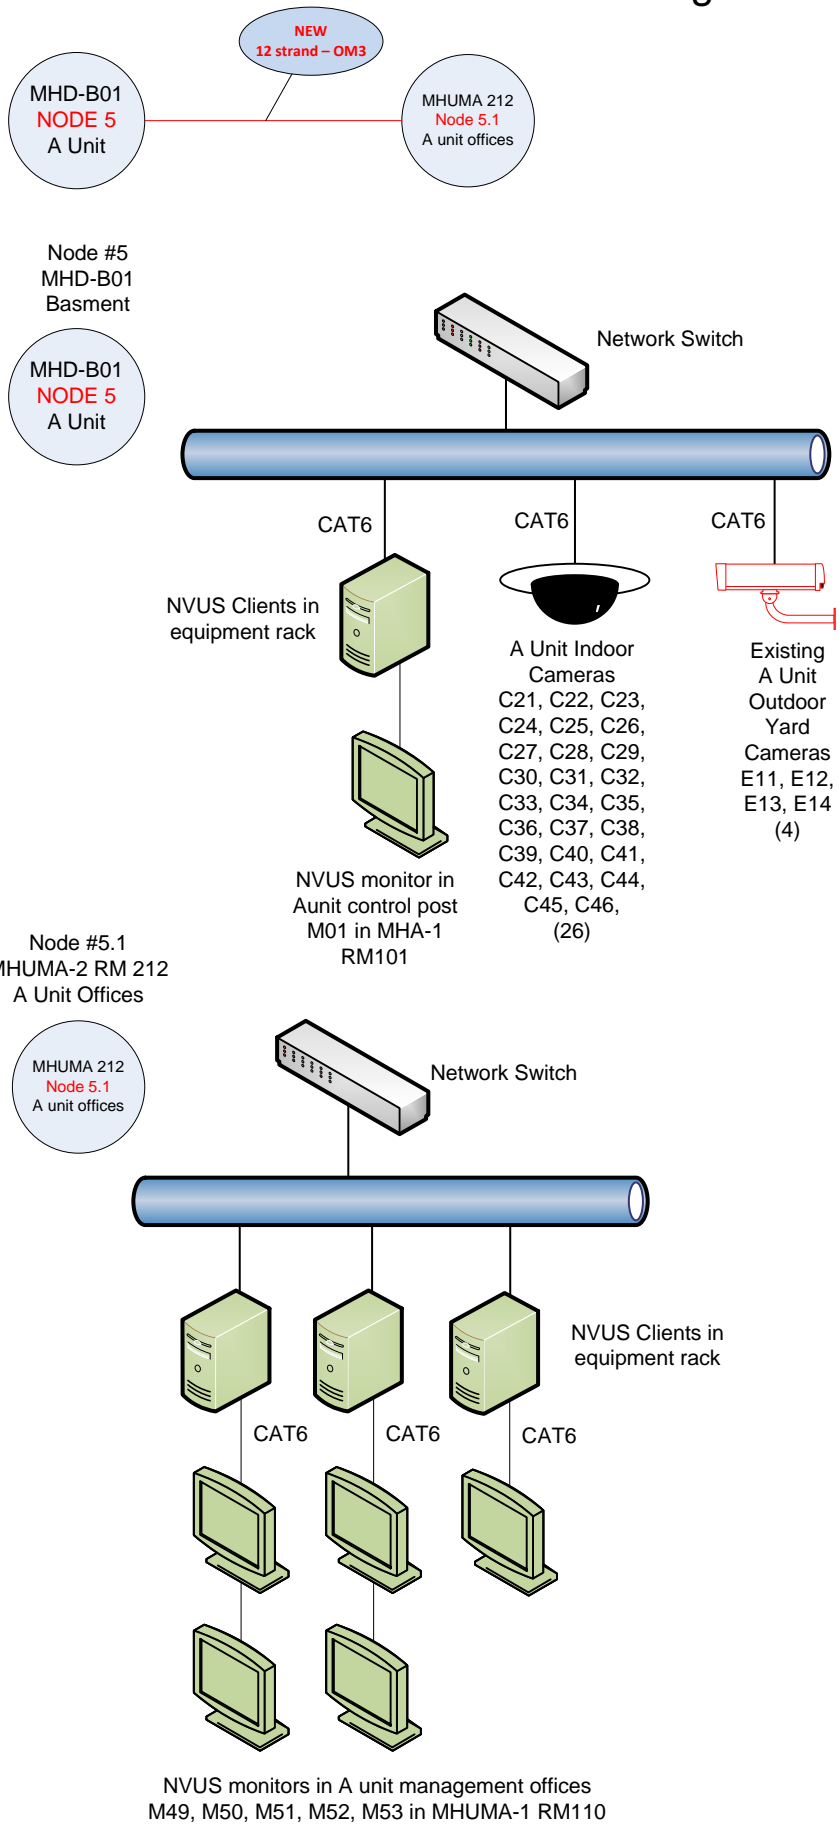 NEW
12 strand – OM3
MHD-B01
NODE 5
A Unit
MHUMA 212
Node 5.1
A unit offices
Node #5
MHD-B01
Basment
MHD-B01
NODE 5
A Unit
Network Switch
CAT6
CAT6
CAT6
NVUS Clients in
equipment rack
A Unit Indoor
Cameras
C21, C22, C23,
C24, C25, C26,
C27, C28, C29,
C30, C31, C32,
C33, C34, C35,
C36, C37, C38,
C39, C40, C41,
C42, C43, C44,
C45, C46,
(26)
Existing
A Unit
Outdoor
Yard
Cameras
E11, E12,
E13, E14
(4)
NVUS monitor in
Aunit control post
M01 in MHA-1
RM101
Node #5.1
MHUMA-2 RM 212
A Unit Offices
MHUMA 212
Node 5.1
A unit offices
Network Switch
NVUS Clients in
equipment rack
CAT6
CAT6
CAT6
NVUS monitors in A unit management offices
M49, M50, M51, M52, M53 in MHUMA-1 RM110